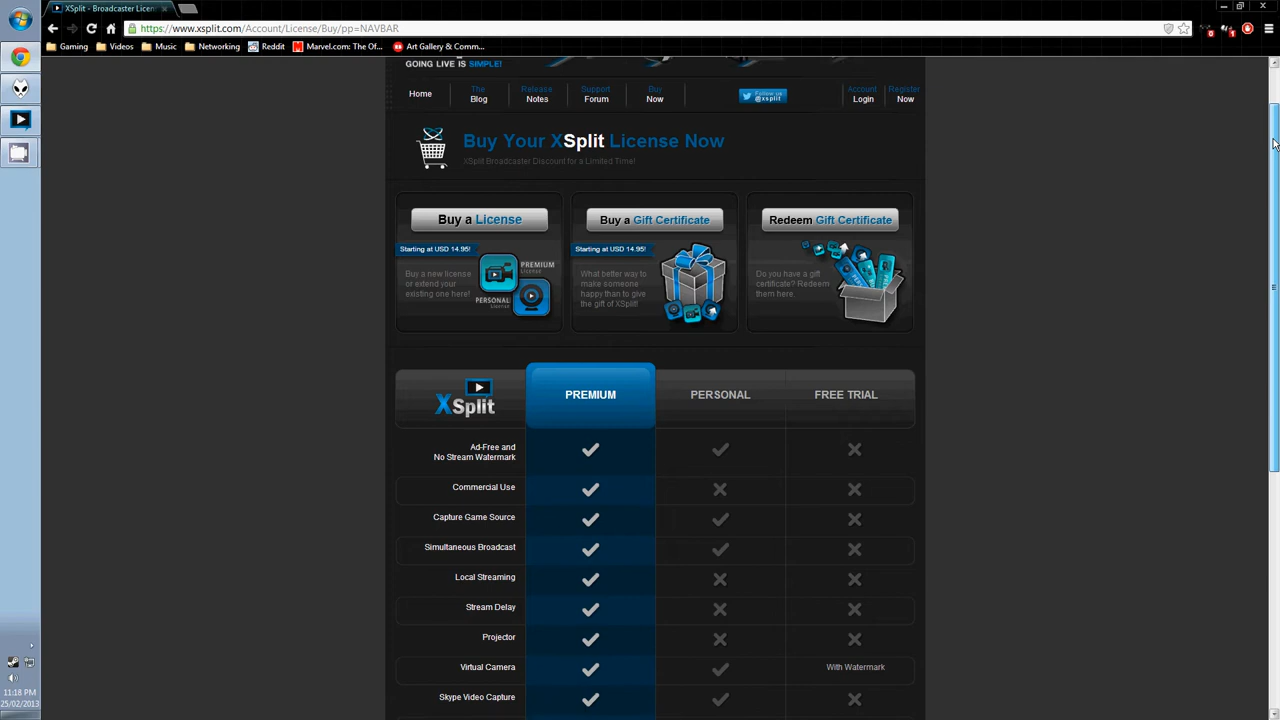 XSplit - Broadcaster Licens
https://www.xsplit.com/Account/License/Buy/pp=NAVBAR
Gaming
Videos
Music
Networking
Reddit
Marvel.com: The Of...
Art Gallery & Comm...
GOING LIVE IS SIMPLE!
Home
The
Blog
Release
Notes
Support
Forum
Buy
Now
Follow us
@xsplit
Account
Login
Register
Now
Buy Your XSplit License Now
XSplit Broadcaster Discount for a Limited Time!
Buy a License
Starting at USD 14.95!
Buy a new license
or extend your
existing one here!
PREMIUM
License
PERSONAL
License
Buy a Gift Certificate
Starting at USD 14.95!
What better way to
make someone
happy than to give
the gift of XSplit!
Redeem Gift Certificate
Do you have a gift
certificate? Redeem
them here.
XSplit
PREMIUM
PERSONAL
FREE TRIAL
Ad-Free and
No Stream Watermark
Commercial Use
Capture Game Source
Simultaneous Broadcast
Local Streaming
Stream Delay
Projector
Virtual Camera
With Watermark
Skype Video Capture
11:18 PM
25/02/2013